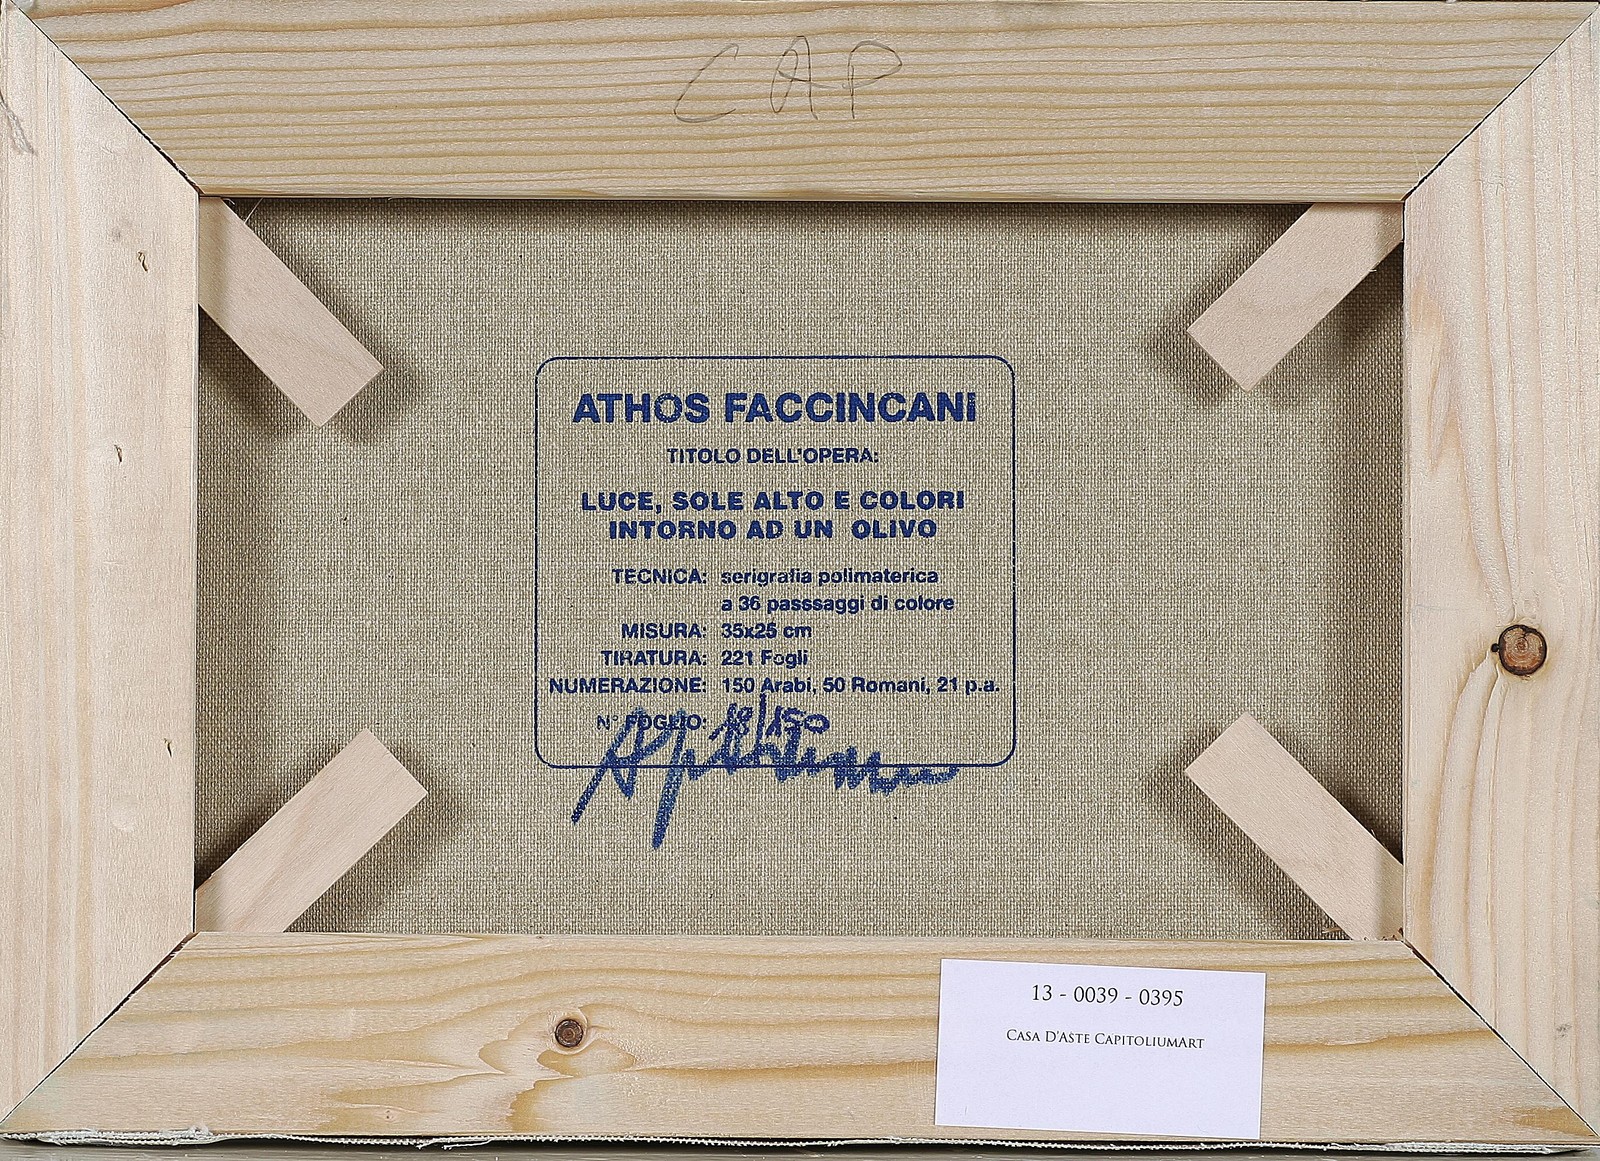 CAP
ATHOS FACCINCANI
TITOLO DELL'OPERA:
LUCE, SOLE ALTO E COLORI
INTORNO AD UN OLIVO
TECNICA: serigrafia polimaterica
a 36 passsaggi di colore
MISURA: 35x25 cm
TIRATURA: 221 Fogli
NUMERAZIONE: 150 Arabi, 50 Romani, 21 p.a.
N° FOGLIO: 18/150
13 - 0039 - 0395
CASA D'ASTE CAPITOLIUMART